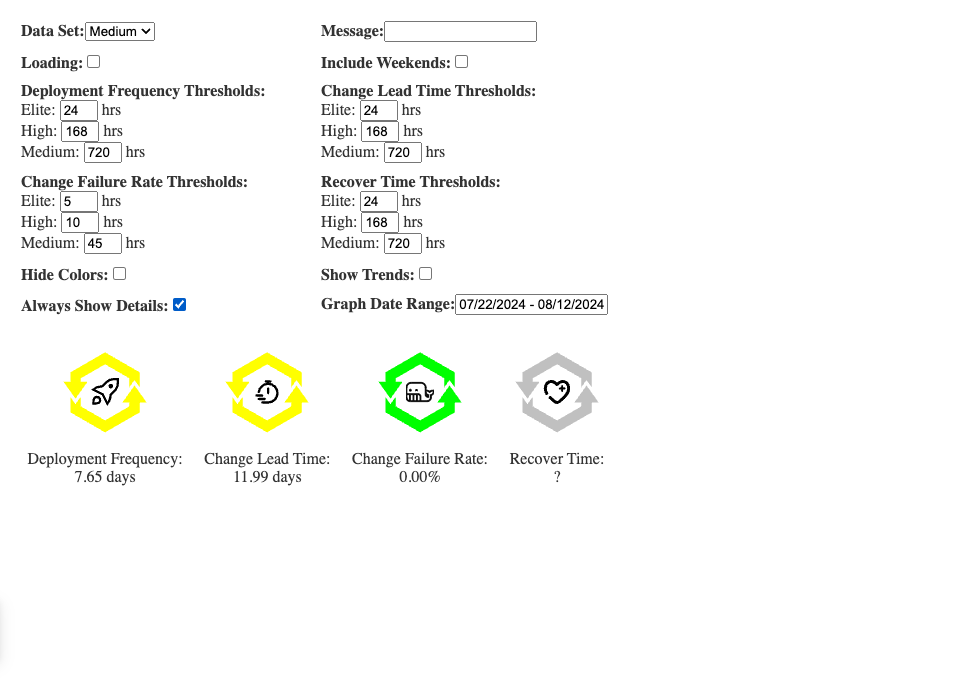 Data Set: Medium Message:
Loading: Include Weekends:
Deployment Frequency Thresholds: Change Lead Time Thresholds:
Elite: 24 hrs Elite: 24 hrs
High: 168 hrs High: 168 hrs
Medium: 720 hrs Medium: 720 hrs
Change Failure Rate Thresholds: Recover Time Thresholds:
Elite: 5 hrs Elite: 24 hrs
High: 10 hrs High: 168 hrs
Medium: 45 hrs Medium: 720 hrs
Hide Colors: Show Trends:
Always Show Details: Graph Date Range: 07/22/2024 - 08/12/2024
Deployment Frequency: Change Lead Time: Change Failure Rate: Recover Time:
7.65 days 11.99 days 0.00% ?